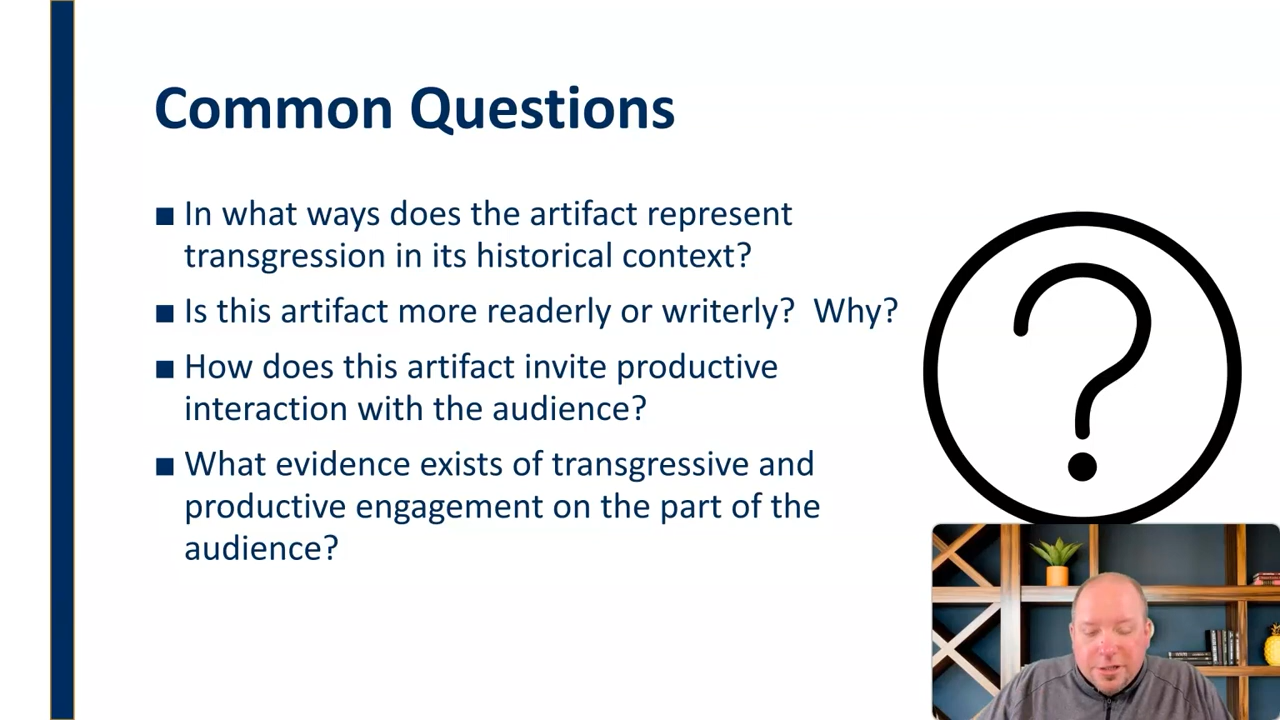 Common Questions
■ In what ways does the artifact represent
transgression in its historical context?
■ Is this artifact more readerly or writerly?  Why?
■ How does this artifact invite productive
interaction with the audience?
■ What evidence exists of transgressive and
productive engagement on the part of the
audience?